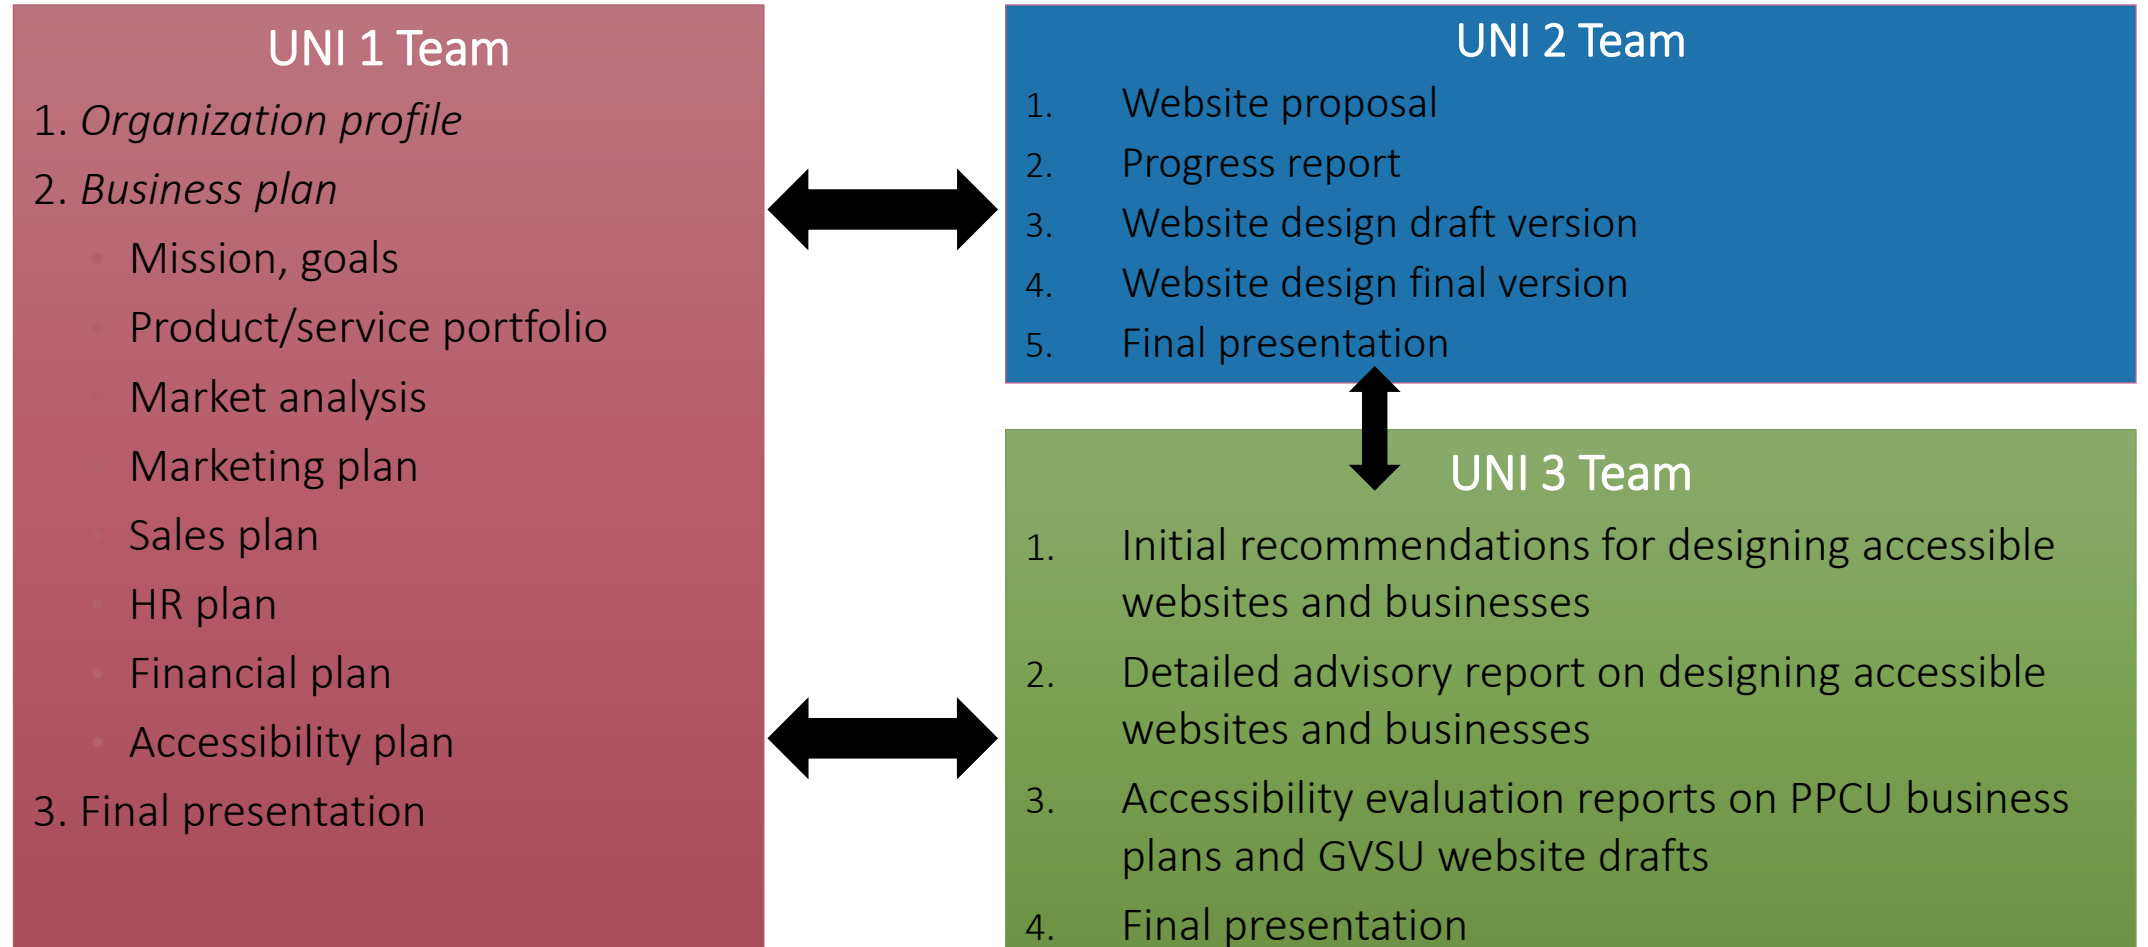 UNI 1 Team
1. Organization profile
2. Business plan
• Mission, goals
• Product/service portfolio
• Market analysis
• Marketing plan
• Sales plan
• HR plan
• Financial plan
• Accessibility plan
3. Final presentation
UNI 2 Team
1. Website proposal
2. Progress report
3. Website design draft version
4. Website design final version
5. Final presentation
UNI 3 Team
1. Initial recommendations for designing accessible
websites and businesses
2. Detailed advisory report on designing accessible
websites and businesses
3. Accessibility evaluation reports on PPCU business
plans and GVSU website drafts
4. Final presentation